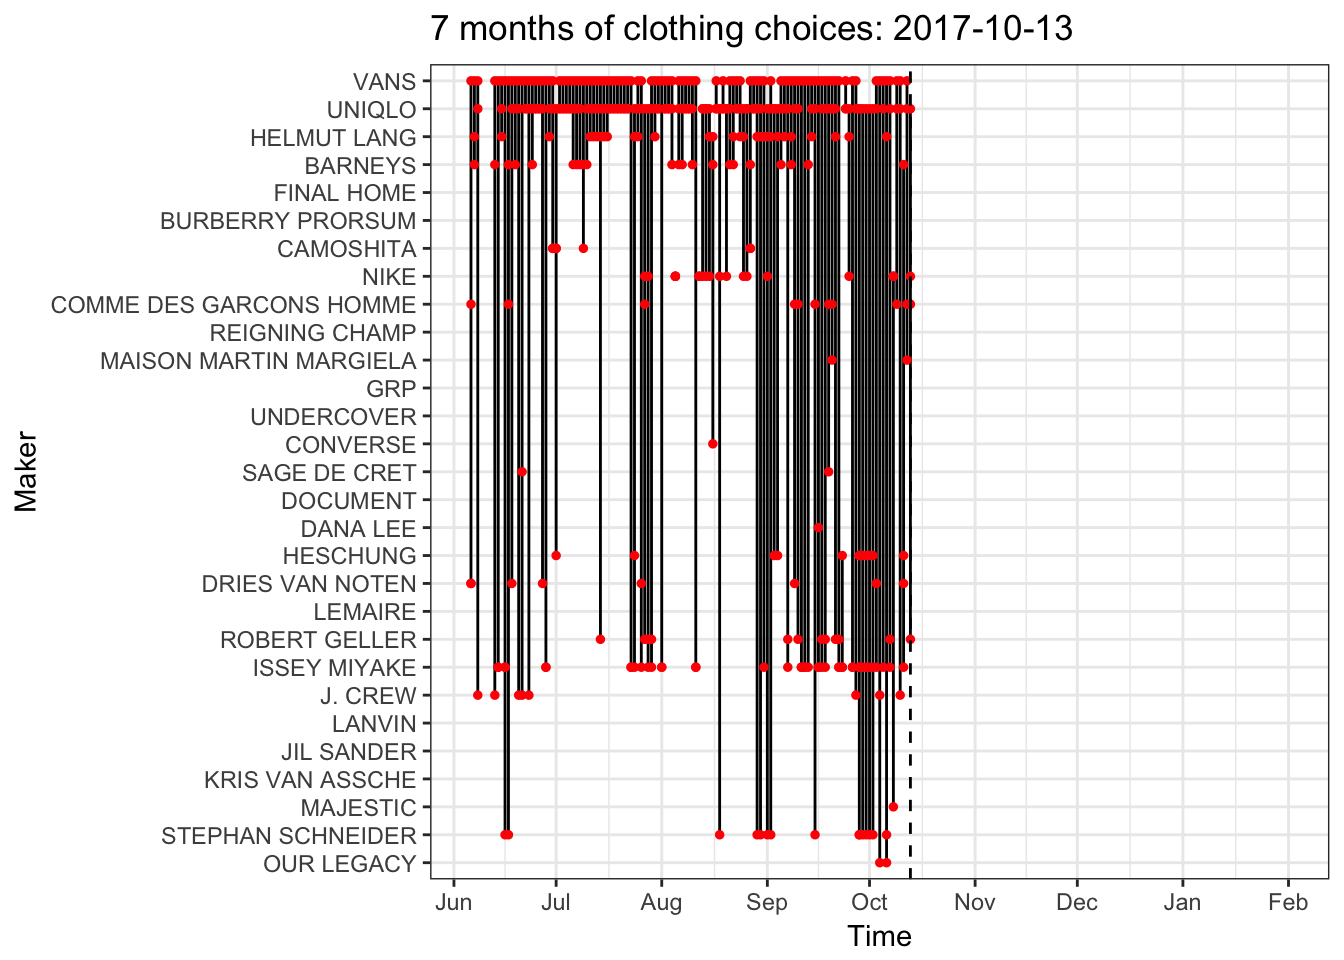 7 months of clothing choices: 2017-10-13
VANS
UNIQLO
HELMUT LANG
BARNEYS
FINAL HOME
BURBERRY PRORSUM
CAMOSHITA
NIKE
COMME DES GARCONS HOMME
REIGNING CHAMP
MAISON MARTIN MARGIELA
GRP
UNDERCOVER
CONVERSE
SAGE DE CRET
DOCUMENT
DANA LEE
HESCHUNG
DRIES VAN NOTEN
LEMAIRE
ROBERT GELLER
ISSEY MIYAKE
J. CREW
LANVIN
JIL SANDER
KRIS VAN ASSCHE
MAJESTIC
STEPHAN SCHNEIDER
OUR LEGACY
Maker
Jun Jul Aug Sep Oct Nov Dec Jan Feb
Time